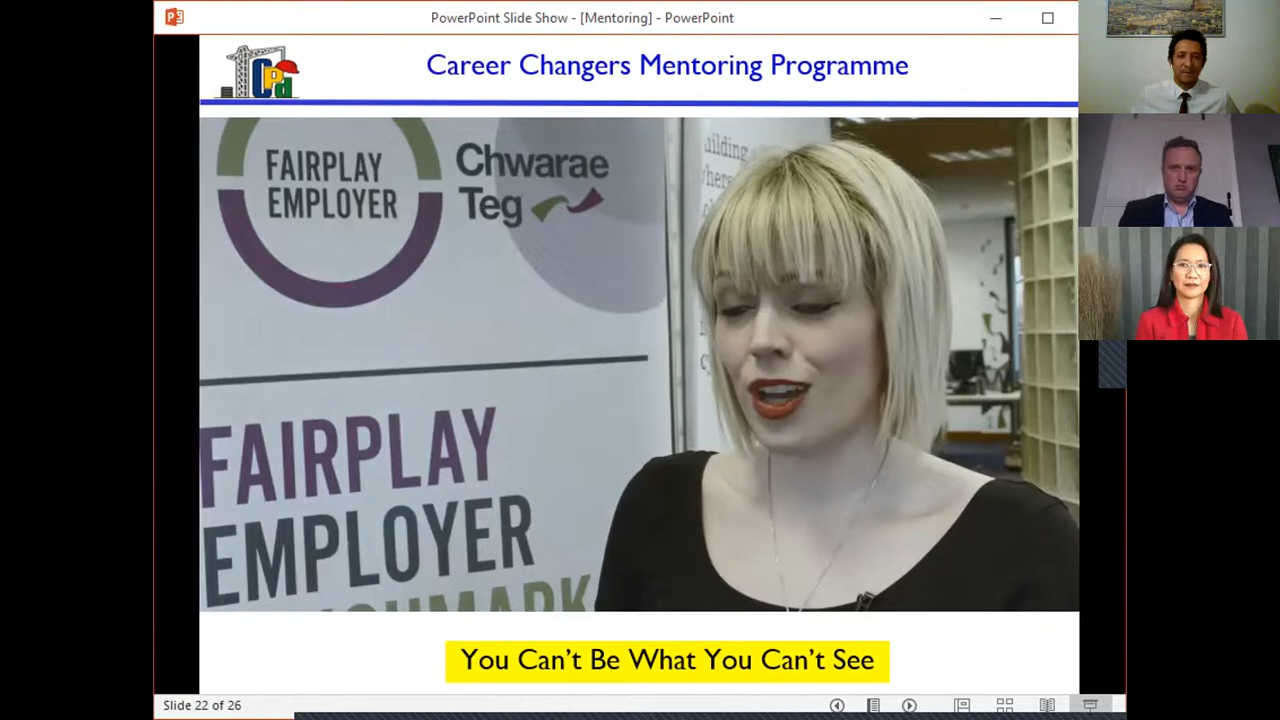 PowerPoint Slide Show - [Mentoring] - PowerPoint
CPd
Career Changers Mentoring Programme
FAIRPLAY
EMPLOYER
Chwarae
Teg
FAIRPLAY
EMPLOYER
You Can't Be What You Can't See
Slide 22 of 26